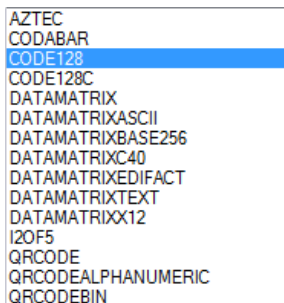 AZTEC
CODABAR
CODE128
CODE128C
DATAMATRIX
DATAMATRIXASCII
DATAMATRIXBASE256
DATAMATRIXC40
DATAMATRIXEDIFACT
DATAMATRIXTEXT
DATAMATRIXX12
I2OF5
QRCODE
QRCODEALPHANUMERIC
QRCODEBIN